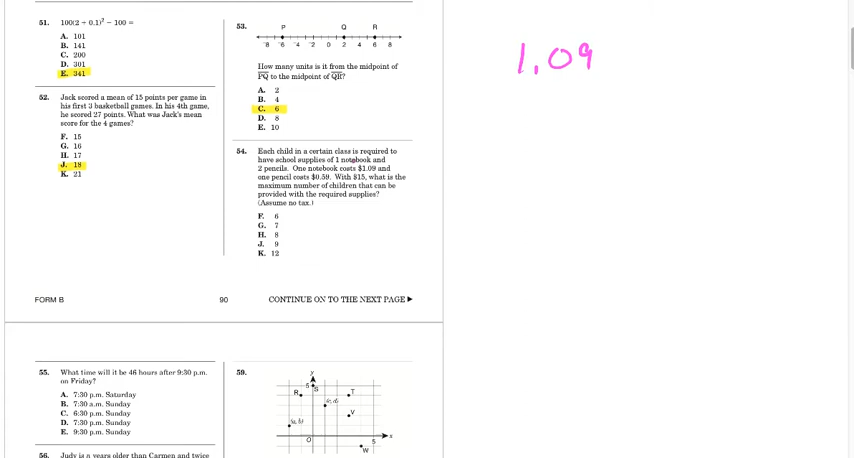 51. 100(2 + 0.1)² − 100 =
A. 101
B. 141
C. 200
D. 301
E. 341
52. Jack scored a mean of 15 points per game in
his first 3 basketball games. In his 4th game,
he scored 27 points. What was Jack's mean
score for the 4 games?
F. 15
G. 16
H. 17
J. 18
K. 21
53.
P Q R
⁻8 ⁻6 ⁻4 ⁻2 0 2 4 6 8
How many units is it from the midpoint of
PQ to the midpoint of QR?
A. 2
B. 4
C. 6
D. 8
E. 10
54. Each child in a certain class is required to
have school supplies of 1 notebook and
2 pencils. One notebook costs $1.09 and
one pencil costs $0.59. With $15, what is the
maximum number of children that can be
provided with the required supplies?
(Assume no tax.)
F. 6
G. 7
H. 8
J. 9
K. 12
1.09
FORM B 90 CONTINUE ON TO THE NEXT PAGE
55. What time will it be 46 hours after 9:30 p.m.
on Friday?
A. 7:30 p.m. Saturday
B. 7:30 a.m. Sunday
C. 6:30 p.m. Sunday
D. 7:30 p.m. Sunday
E. 9:30 p.m. Sunday
56. Judy is n years older than Carmen and twice
59.
y
5 S
R T
(c, d)
V
(a, b)
O 5 x
W